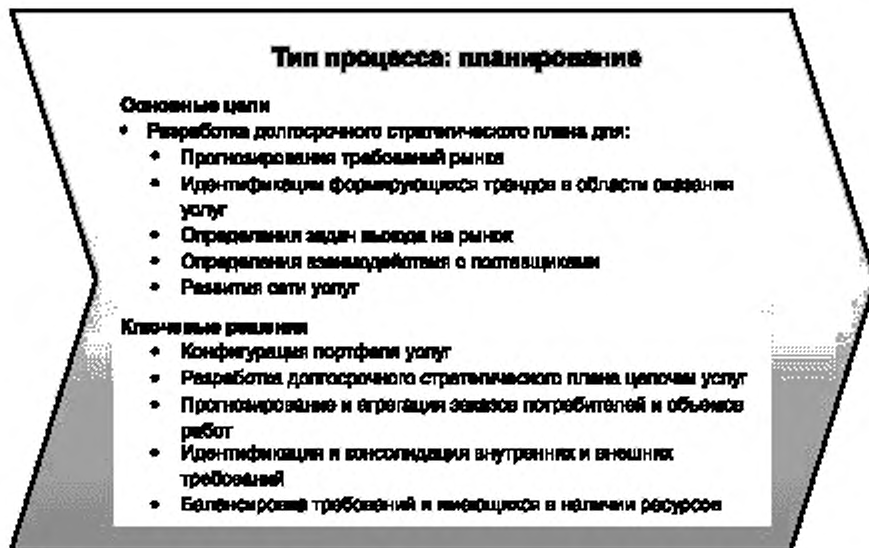 Тип процесса: планирование
Основные цели
• Разработка долгосрочного стратегического плана для:
• Прогнозирования требований рынка
• Идентификации формирующихся трендов в области оказания
услуг
• Определения задач выхода на рынок
• Определения взаимодействия с поставщиками
• Развития сети услуг
Ключевые решения
• Конфигурация портфеля услуг
• Разработка долгосрочного стратегического плана цепочки услуг
• Прогнозирование и агрегация заказов потребителей и объемов
работ
• Идентификация и консолидация внутренних и внешних
требований
• Балансировка требований и имеющихся в наличии ресурсов